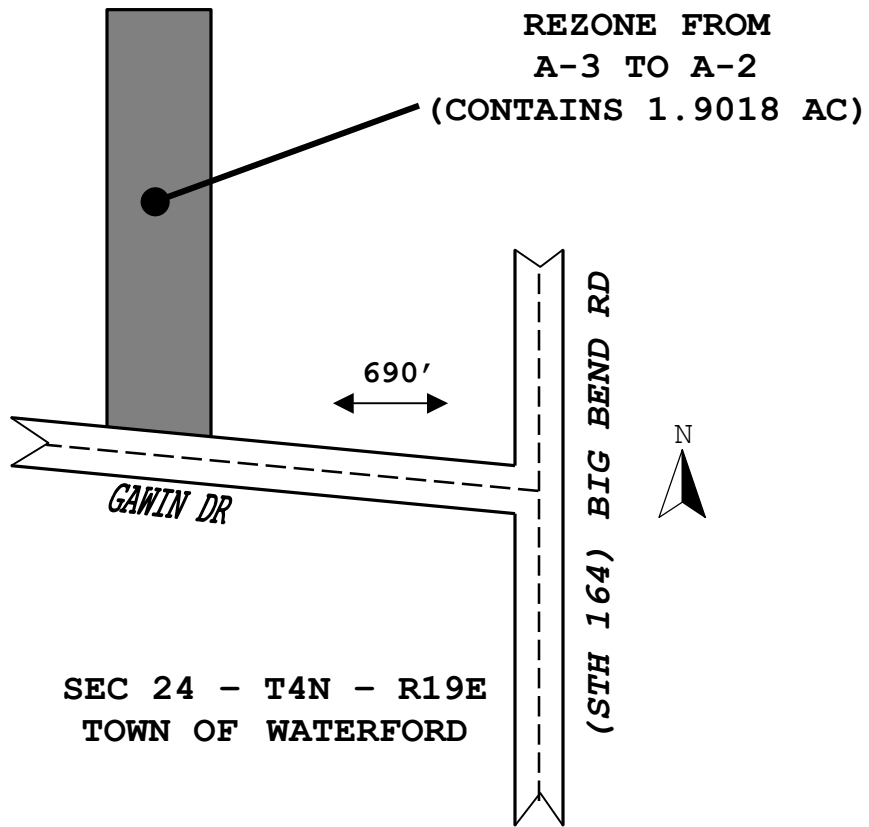 REZONE FROM
A-3 TO A-2
(CONTAINS 1.9018 AC)
690’
N
GAWIN DR
(STH 164) BIG BEND RD
SEC 24 – T4N – R19E
TOWN OF WATERFORD